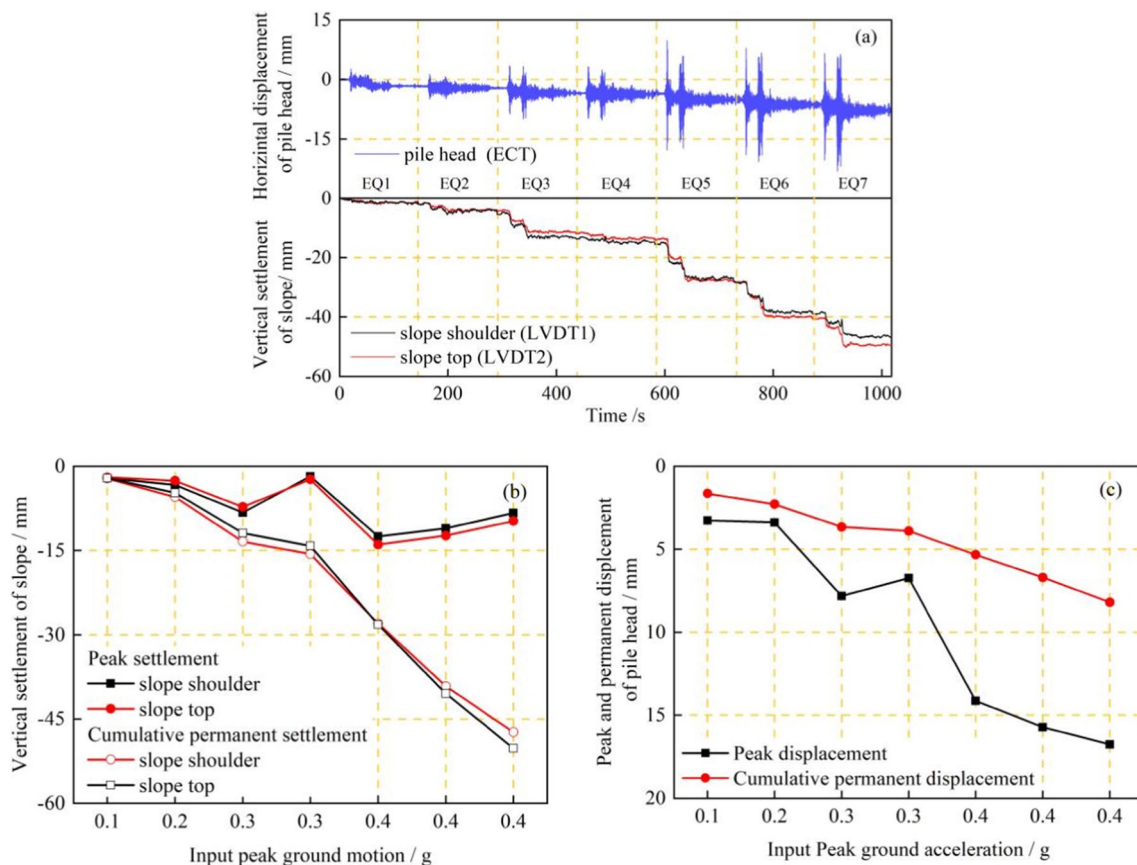 (a)
Horizintal displacement
of pile head / mm
15
0
-15
pile head (ECT)
EQ1 EQ2 EQ3 EQ4 EQ5 EQ6 EQ7
Vertical settlement
of slope/ mm
0
-20
-40
-60
slope shoulder (LVDT1)
slope top (LVDT2)
0 200 400 600 800 1000
Time /s
(b)
Vertical settlement of slope / mm
0
-15
-30
-45
-60
Peak settlement
slope shoulder
slope top
Cumulative permanent settlement
slope shoulder
slope top
0.1 0.2 0.3 0.3 0.4 0.4 0.4
Input peak ground motion / g
(c)
Peak and permanent displcement
of pile head / mm
0
5
10
15
20
Peak displacement
Cumulative permanent displacement
0.1 0.2 0.3 0.3 0.4 0.4 0.4
Input Peak ground acceleration / g